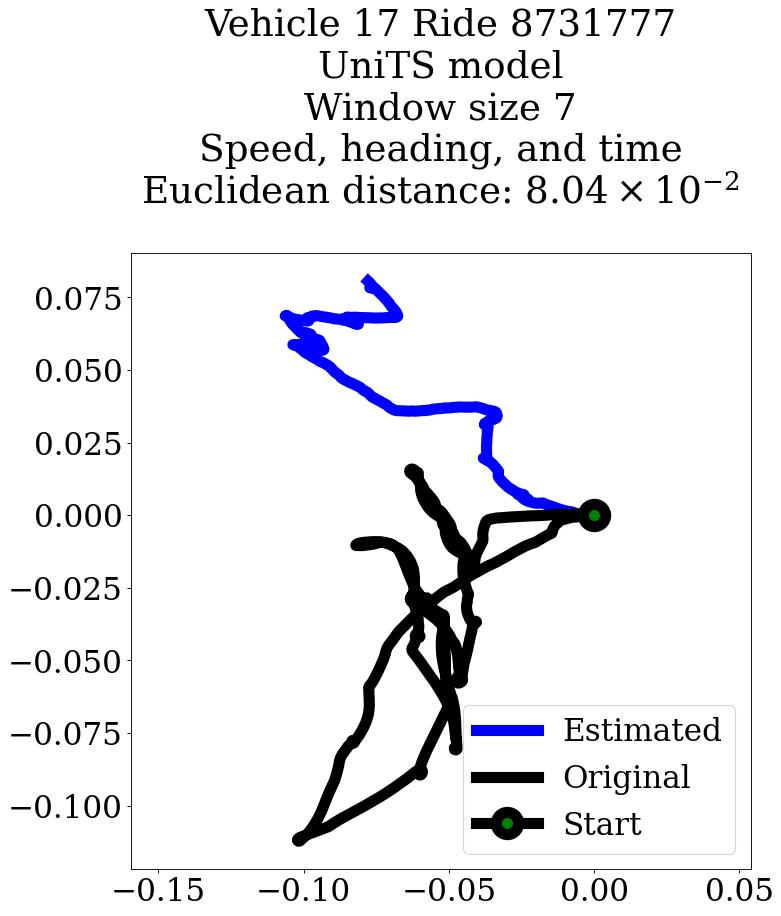 Vehicle 17 Ride 8731777
UniTS model
Window size 7
Speed, heading, and time
Euclidean distance: 8.04 × 10⁻²
0.075
0.050
0.025
0.000
−0.025
−0.050
−0.075
−0.100
Estimated
Original
Start
−0.15
−0.10
−0.05
0.00
0.05